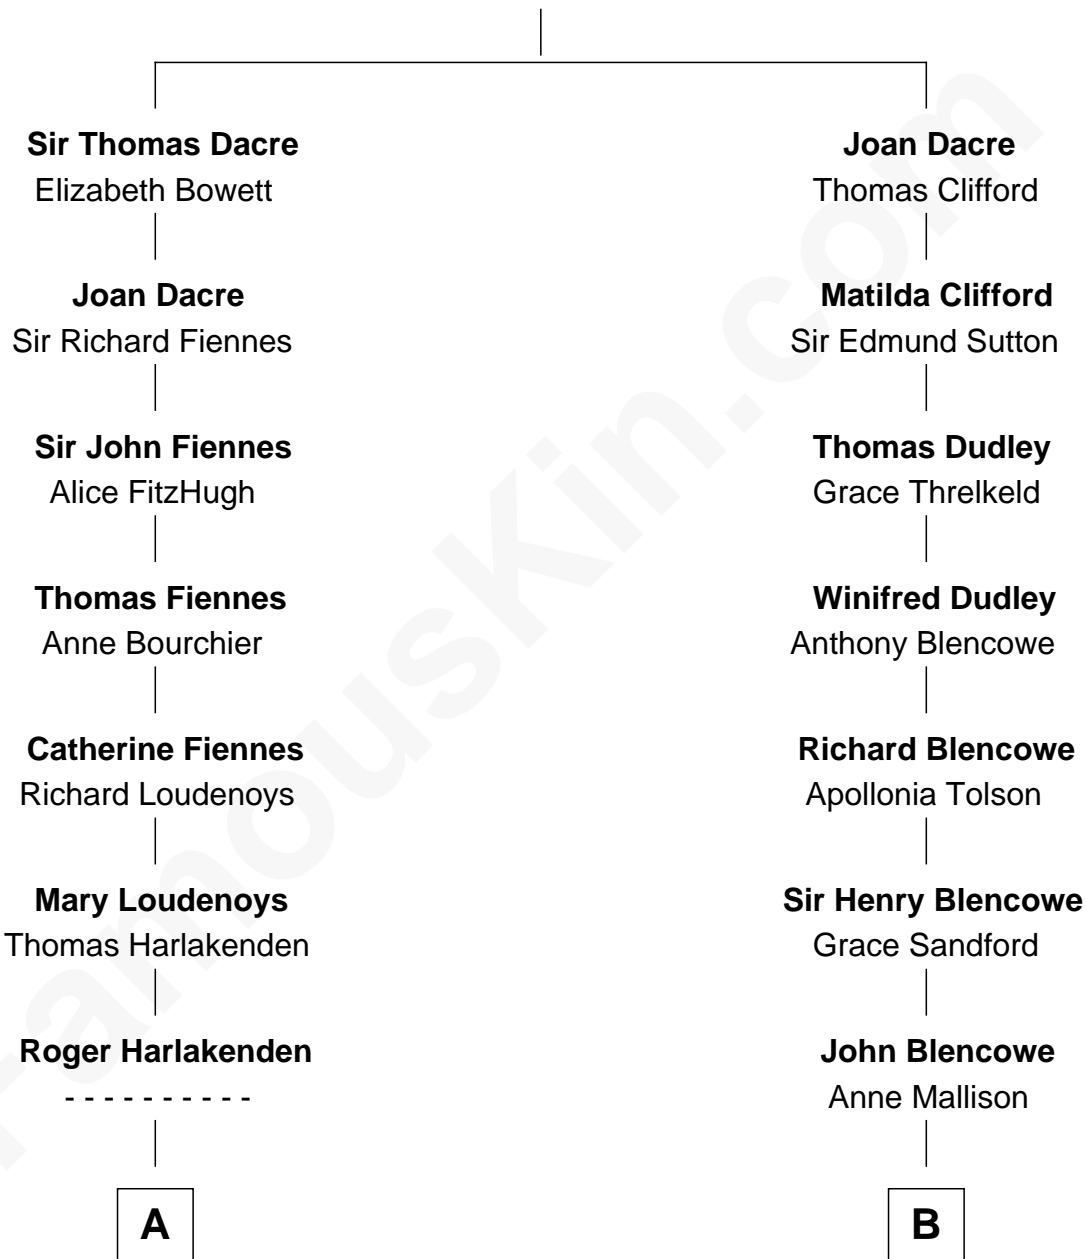 Sir Thomas Dacre
Elizabeth Bowett
Joan Dacre
Sir Richard Fiennes
Sir John Fiennes
Alice FitzHugh
Thomas Fiennes
Anne Bourchier
Catherine Fiennes
Richard Loudenoys
Mary Loudenoys
Thomas Harlakenden
Roger Harlakenden
- - - - - - - - - -
A
Joan Dacre
Thomas Clifford
Matilda Clifford
Sir Edmund Sutton
Thomas Dudley
Grace Threlkeld
Winifred Dudley
Anthony Blencowe
Richard Blencowe
Apollonia Tolson
Sir Henry Blencowe
Grace Sandford
John Blencowe
Anne Mallison
B
FamousKin.com